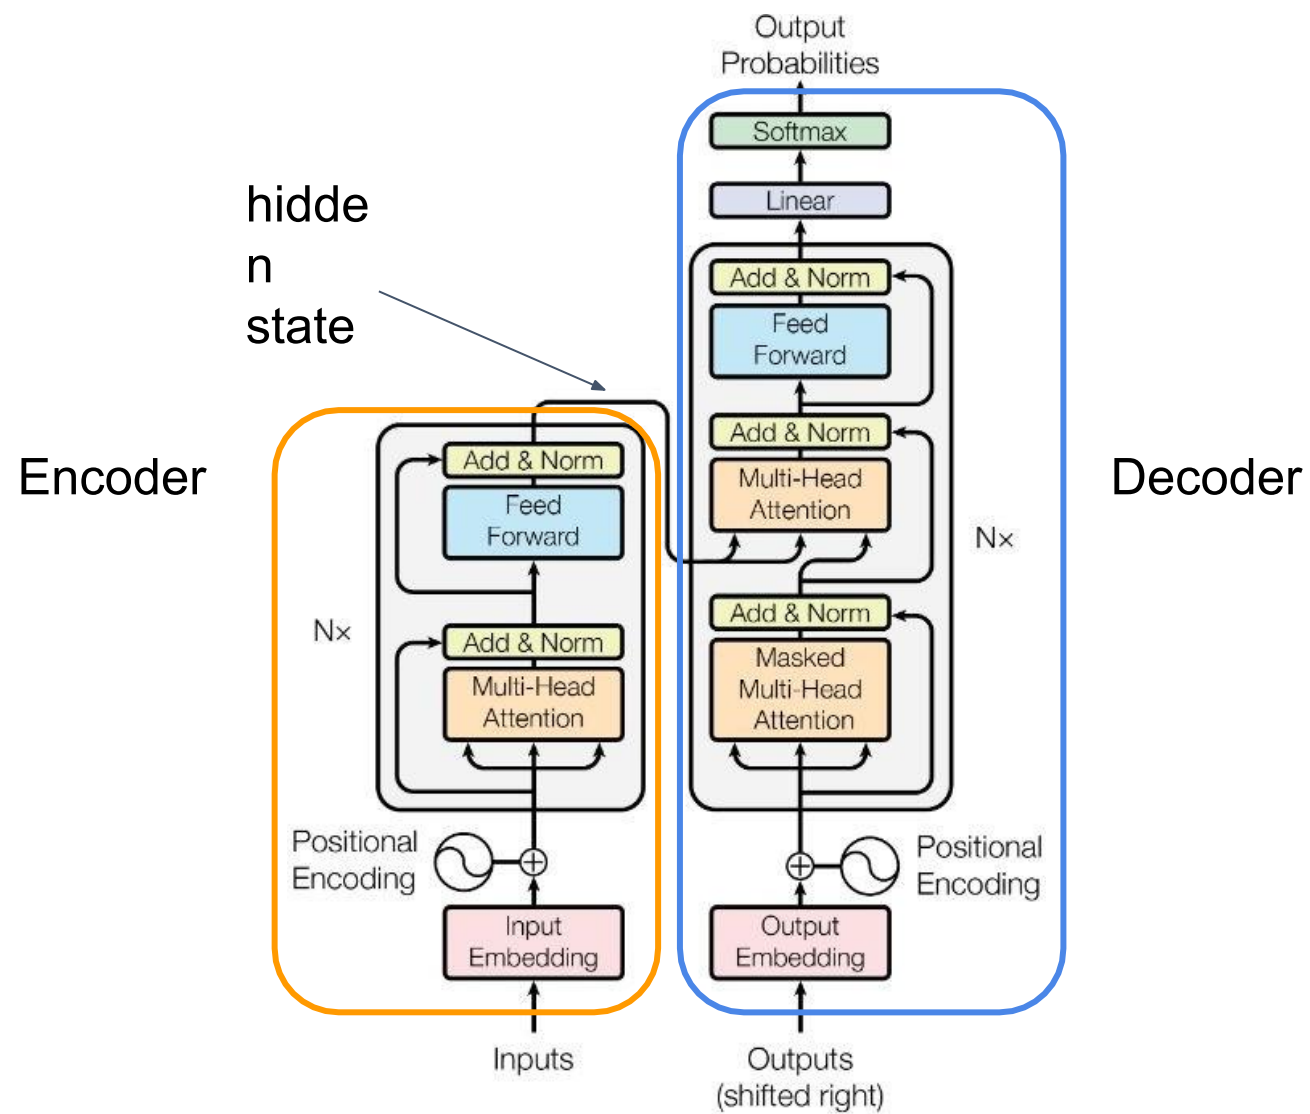 Output
Probabilities
Softmax
Linear
Add & Norm
Feed
Forward
Add & Norm
Multi-Head
Attention
Nx
Add & Norm
Masked
Multi-Head
Attention
Positional
Encoding
Output
Embedding
Outputs
(shifted right)
Decoder
hidde
n
state
Encoder
Add & Norm
Feed
Forward
Nx
Add & Norm
Multi-Head
Attention
Positional
Encoding
Input
Embedding
Inputs